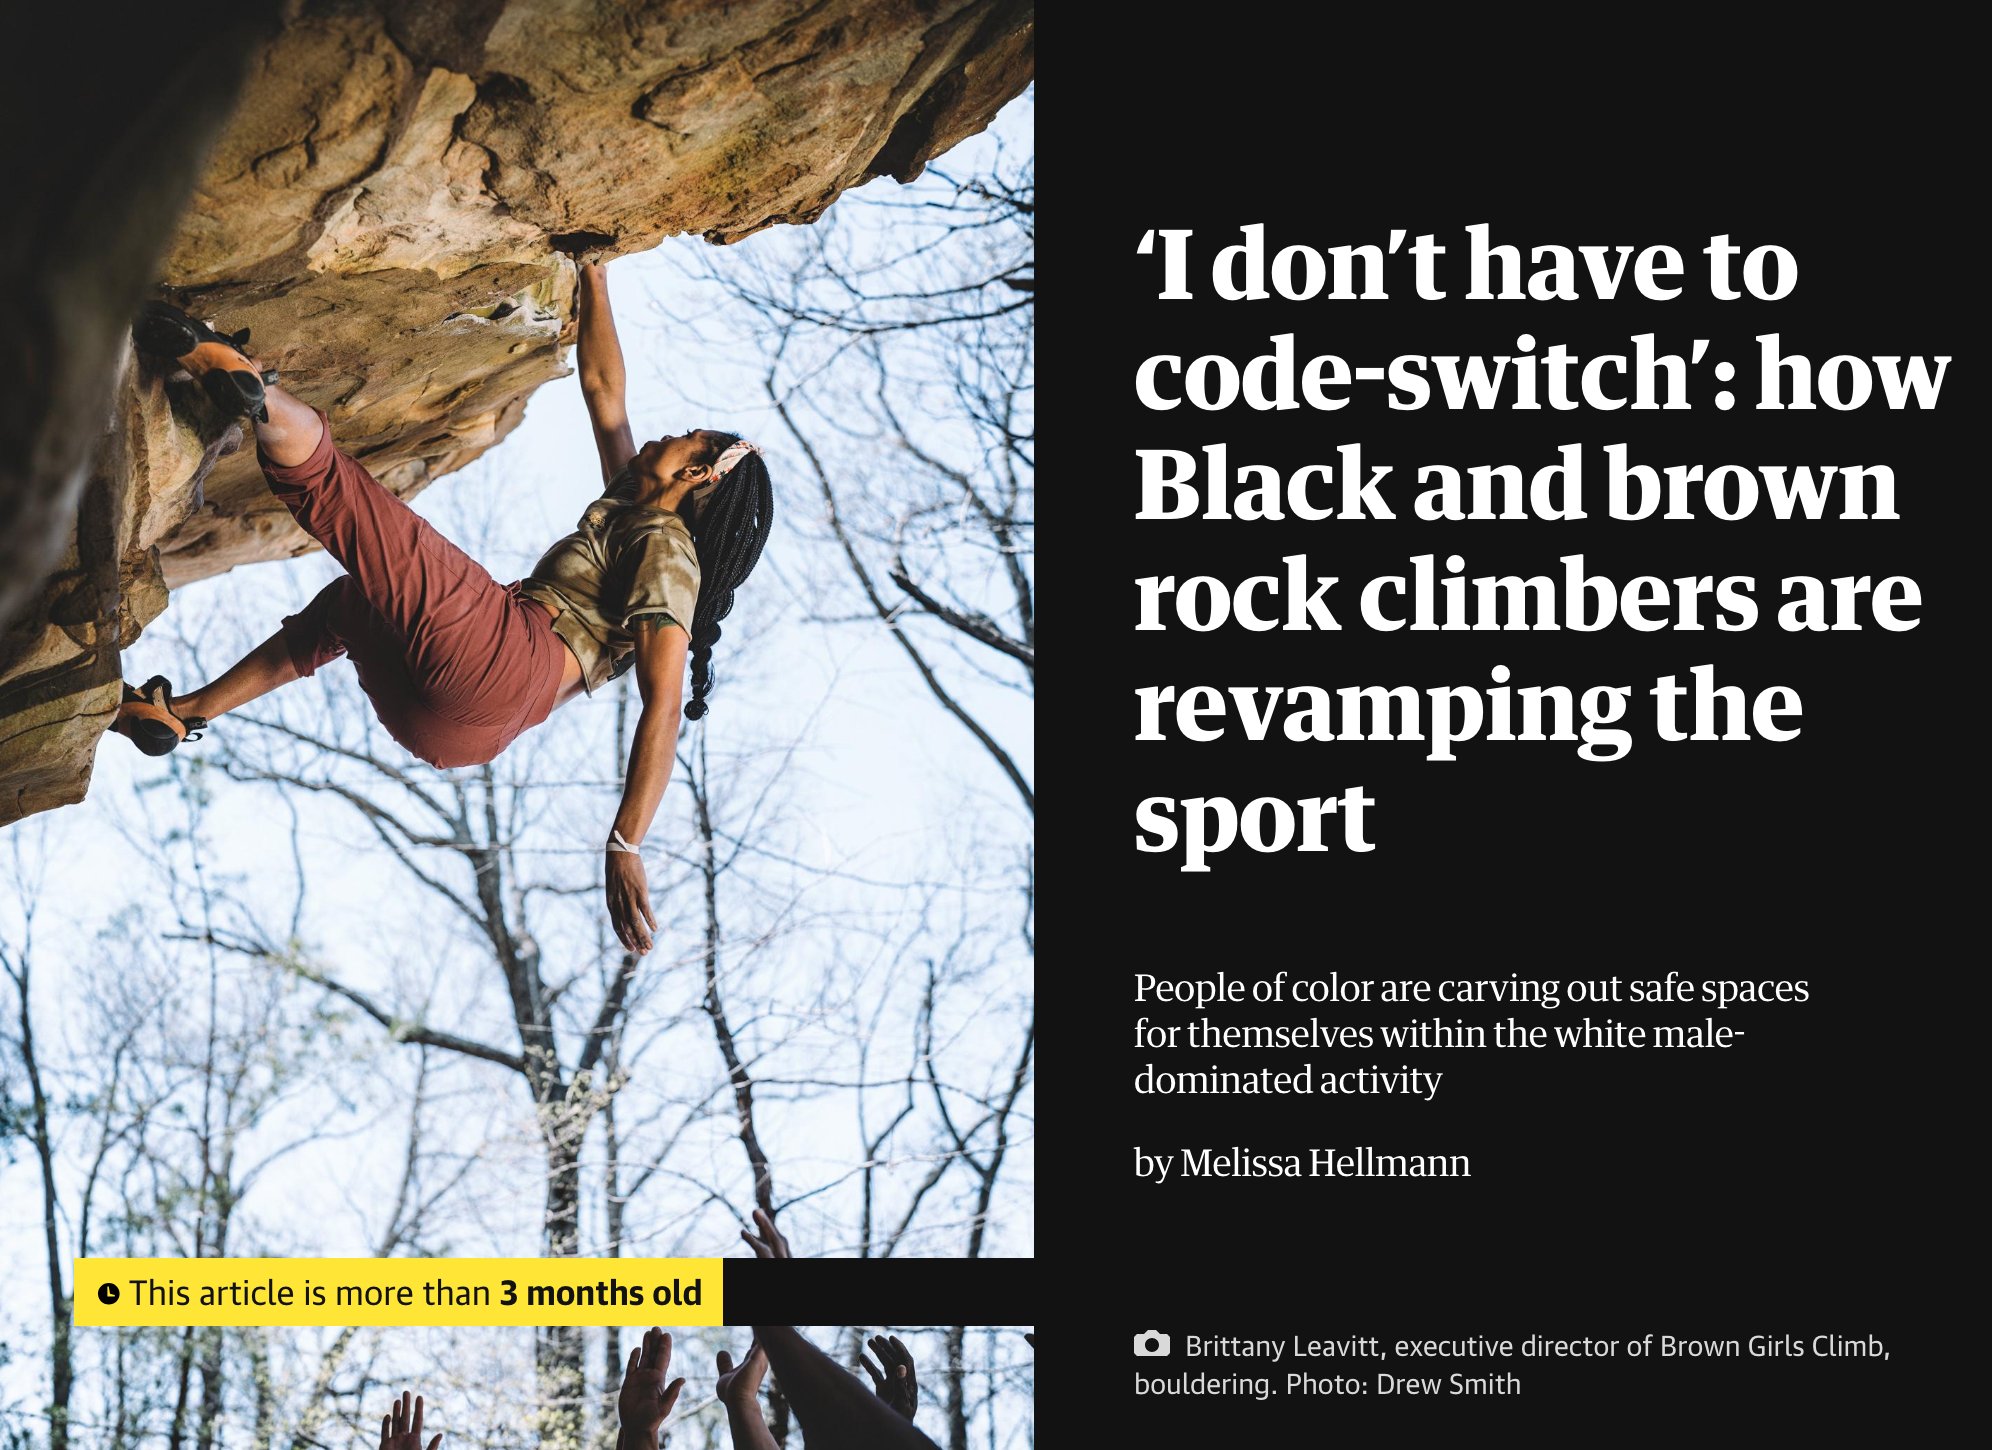 ‘I don’t have to
code-switch’: how
Black and brown
rock climbers are
revamping the
sport
People of color are carving out safe spaces
for themselves within the white male-
dominated activity
by Melissa Hellmann
This article is more than 3 months old
Brittany Leavitt, executive director of Brown Girls Climb,
bouldering. Photo: Drew Smith